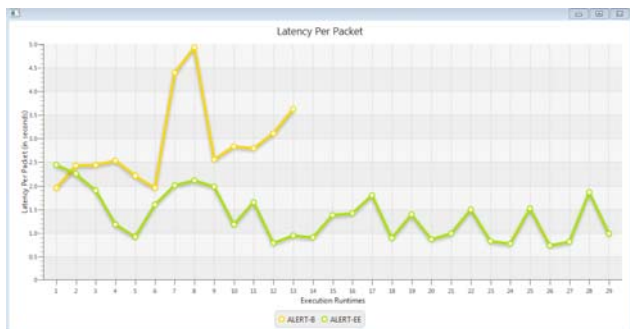 Latency Per Packet
Latency Per Packet (in seconds)
5.0
4.5
4.0
3.5
3.0
2.5
2.0
1.5
1.0
0.5
0
1 2 3 4 5 6 7 8 9 10 11 12 13 14 15 16 17 18 19 20 21 22 23 24 25 26 27 28 29
Execution Runtimes
ALERT-B ALERT-EE